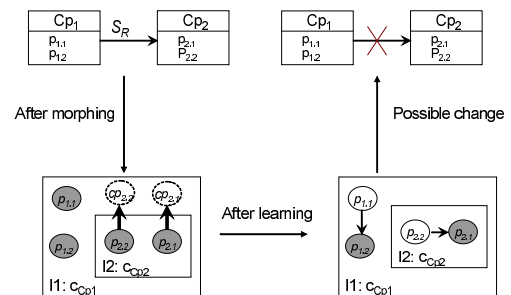 Cp1
p1.1
p1.2
SR
Cp2
p2.1
P2.2
Cp1
p1.1
p1.2
Cp2
p2.1
P2.2
After morphing
Possible change
p1.1
cp2.2
cp2.1
p1.2
p2.2
p2.1
I2: cCp2
I1: cCp1
After learning
p1.1
p1.2
p2.2
p2.1
I2: cCp2
I1: cCp1